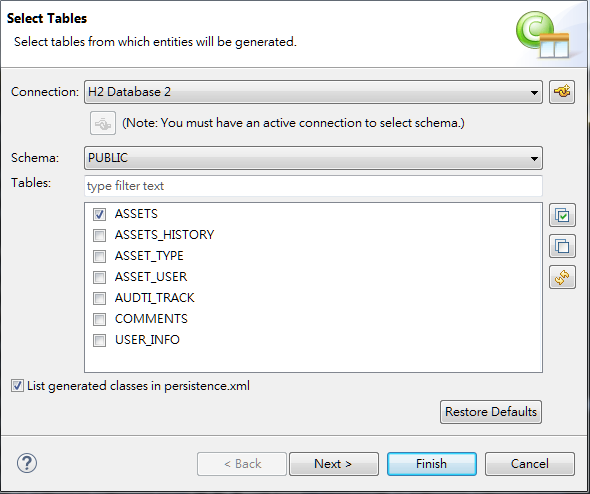 Select Tables
Select tables from which entities will be generated.
Connection: H2 Database 2
(Note: You must have an active connection to select schema.)
Schema: PUBLIC
Tables: type filter text
ASSETS
ASSETS_HISTORY
ASSET_TYPE
ASSET_USER
AUDTI_TRACK
COMMENTS
USER_INFO
List generated classes in persistence.xml
Restore Defaults
? < Back Next > Finish Cancel